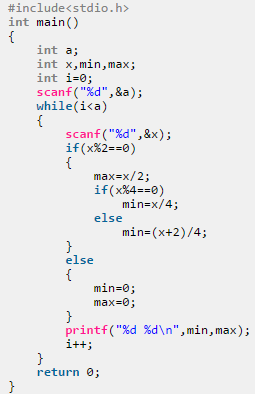 #include<stdio.h>
int main()
{
    int a;
    int x,min,max;
    int i=0;
    scanf("%d",&a);
    while(i<a)
    {
        scanf("%d",&x);
        if(x%2==0)
        {
            max=x/2;
            if(x%4==0)
                min=x/4;
            else
                min=(x+2)/4;
        }
        else
        {
            min=0;
            max=0;
        }
        printf("%d %d\n",min,max);
        i++;
    }
    return 0;
}